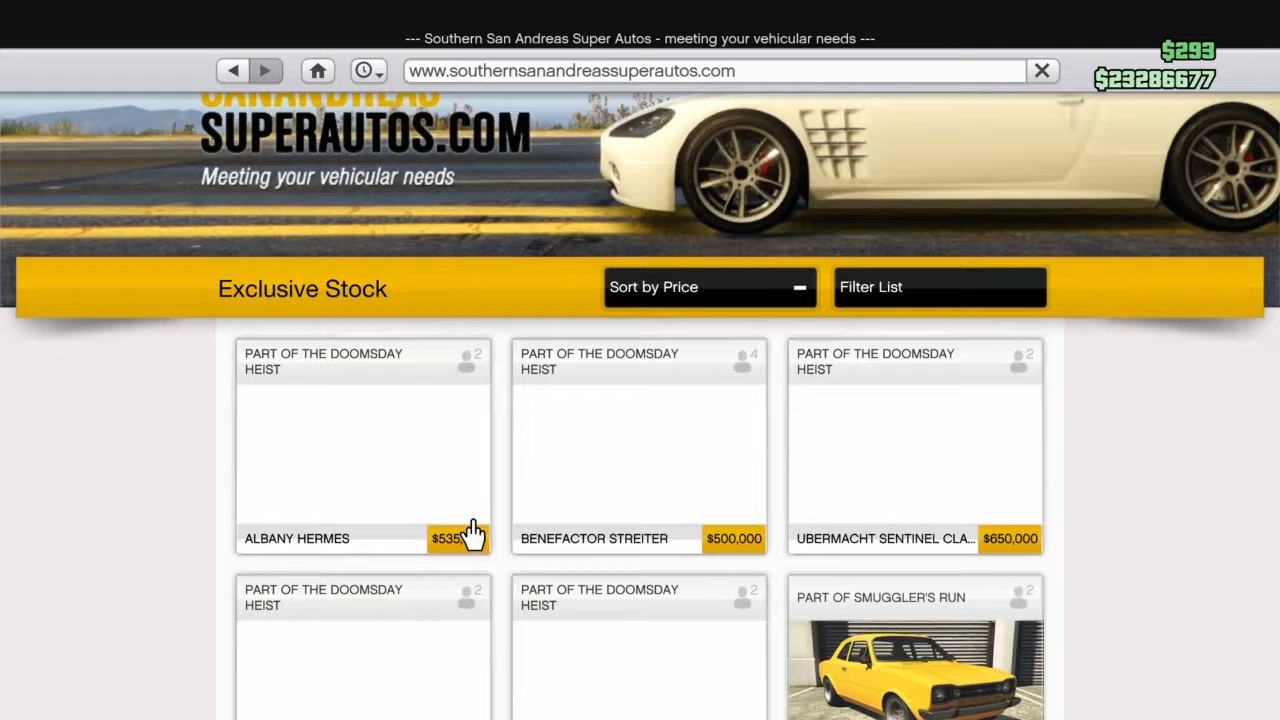 --- Southern San Andreas Super Autos - meeting your vehicular needs ---
$293
www.southernsanandreassuperautos.com
$23286677
SANANDREAS
SUPERAUTOS.COM
Meeting your vehicular needs
Exclusive Stock
Sort by Price
Filter List
PART OF THE DOOMSDAY
HEIST
2
ALBANY HERMES
$535
PART OF THE DOOMSDAY
HEIST
4
BENEFACTOR STREITER
$500,000
PART OF THE DOOMSDAY
HEIST
2
UBERMACHT SENTINEL CLA...
$650,000
PART OF THE DOOMSDAY
HEIST
2
PART OF THE DOOMSDAY
HEIST
2
PART OF SMUGGLER'S RUN
2